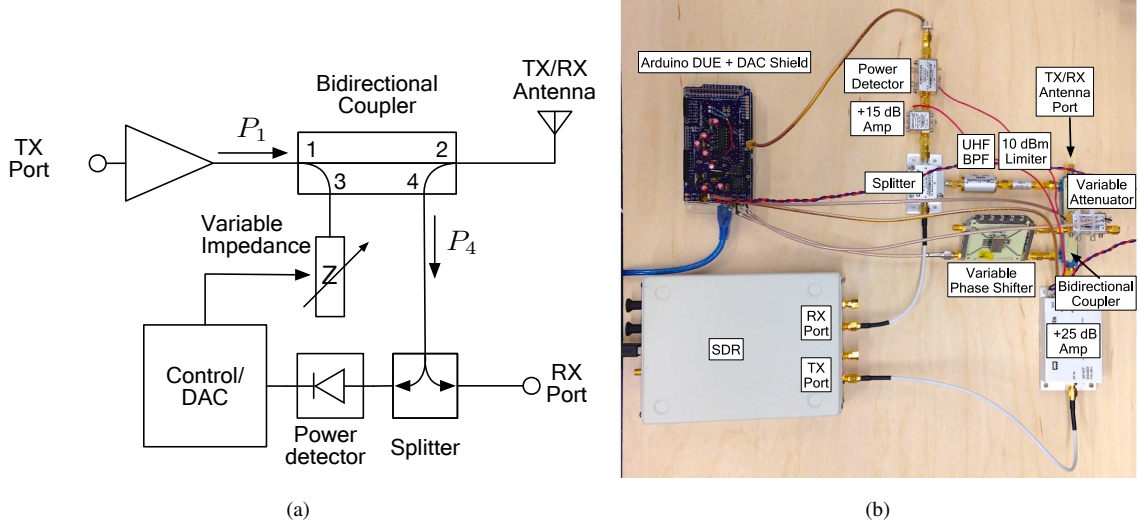 TX
Port
P₁
Bidirectional
Coupler
1
2
3
4
TX/RX
Antenna
Variable
Impedance
Z
P₄
Control/
DAC
Power
detector
Splitter
RX
Port
(a)
Arduino DUE + DAC Shield
Power
Detector
+15 dB
Amp
TX/RX
Antenna
Port
UHF
BPF
10 dBm
Limiter
Splitter
Variable
Attenuator
Variable
Phase Shifter
Bidirectional
Coupler
SDR
RX
Port
TX
Port
+25 dB
Amp
(b)